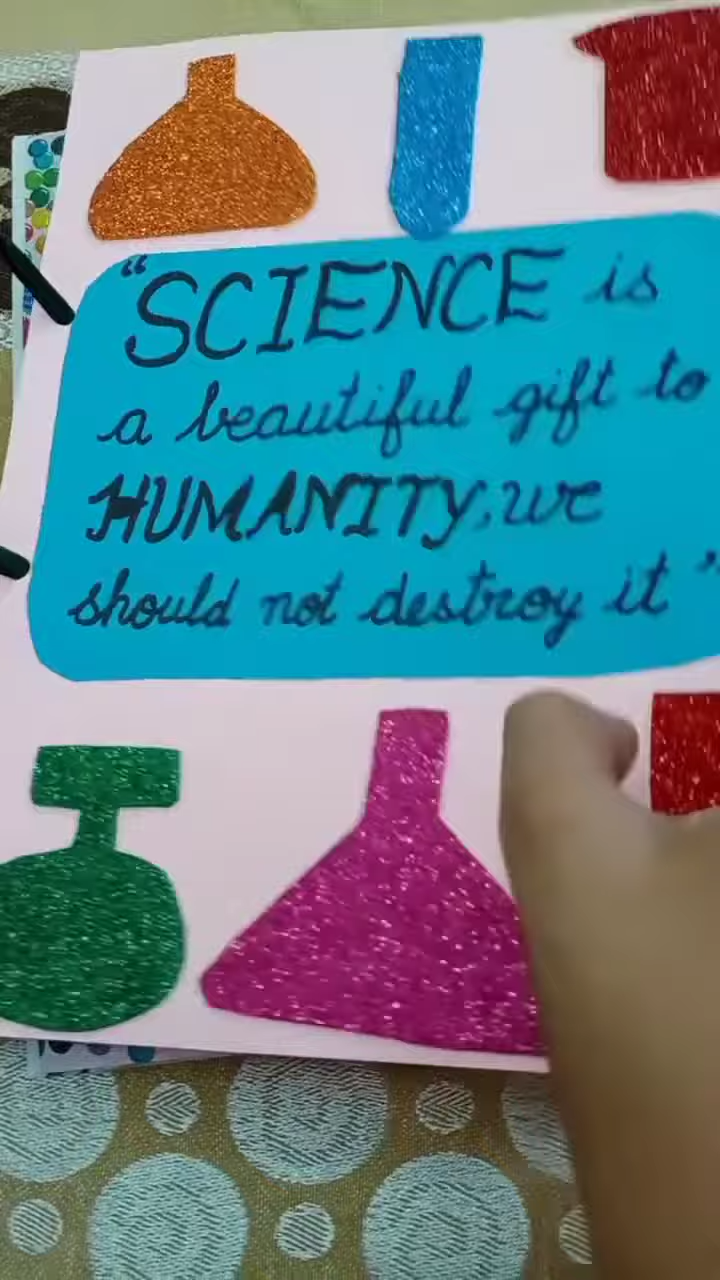 "SCIENCE is
a beautiful gift to
HUMANITY, we
should not destroy it"